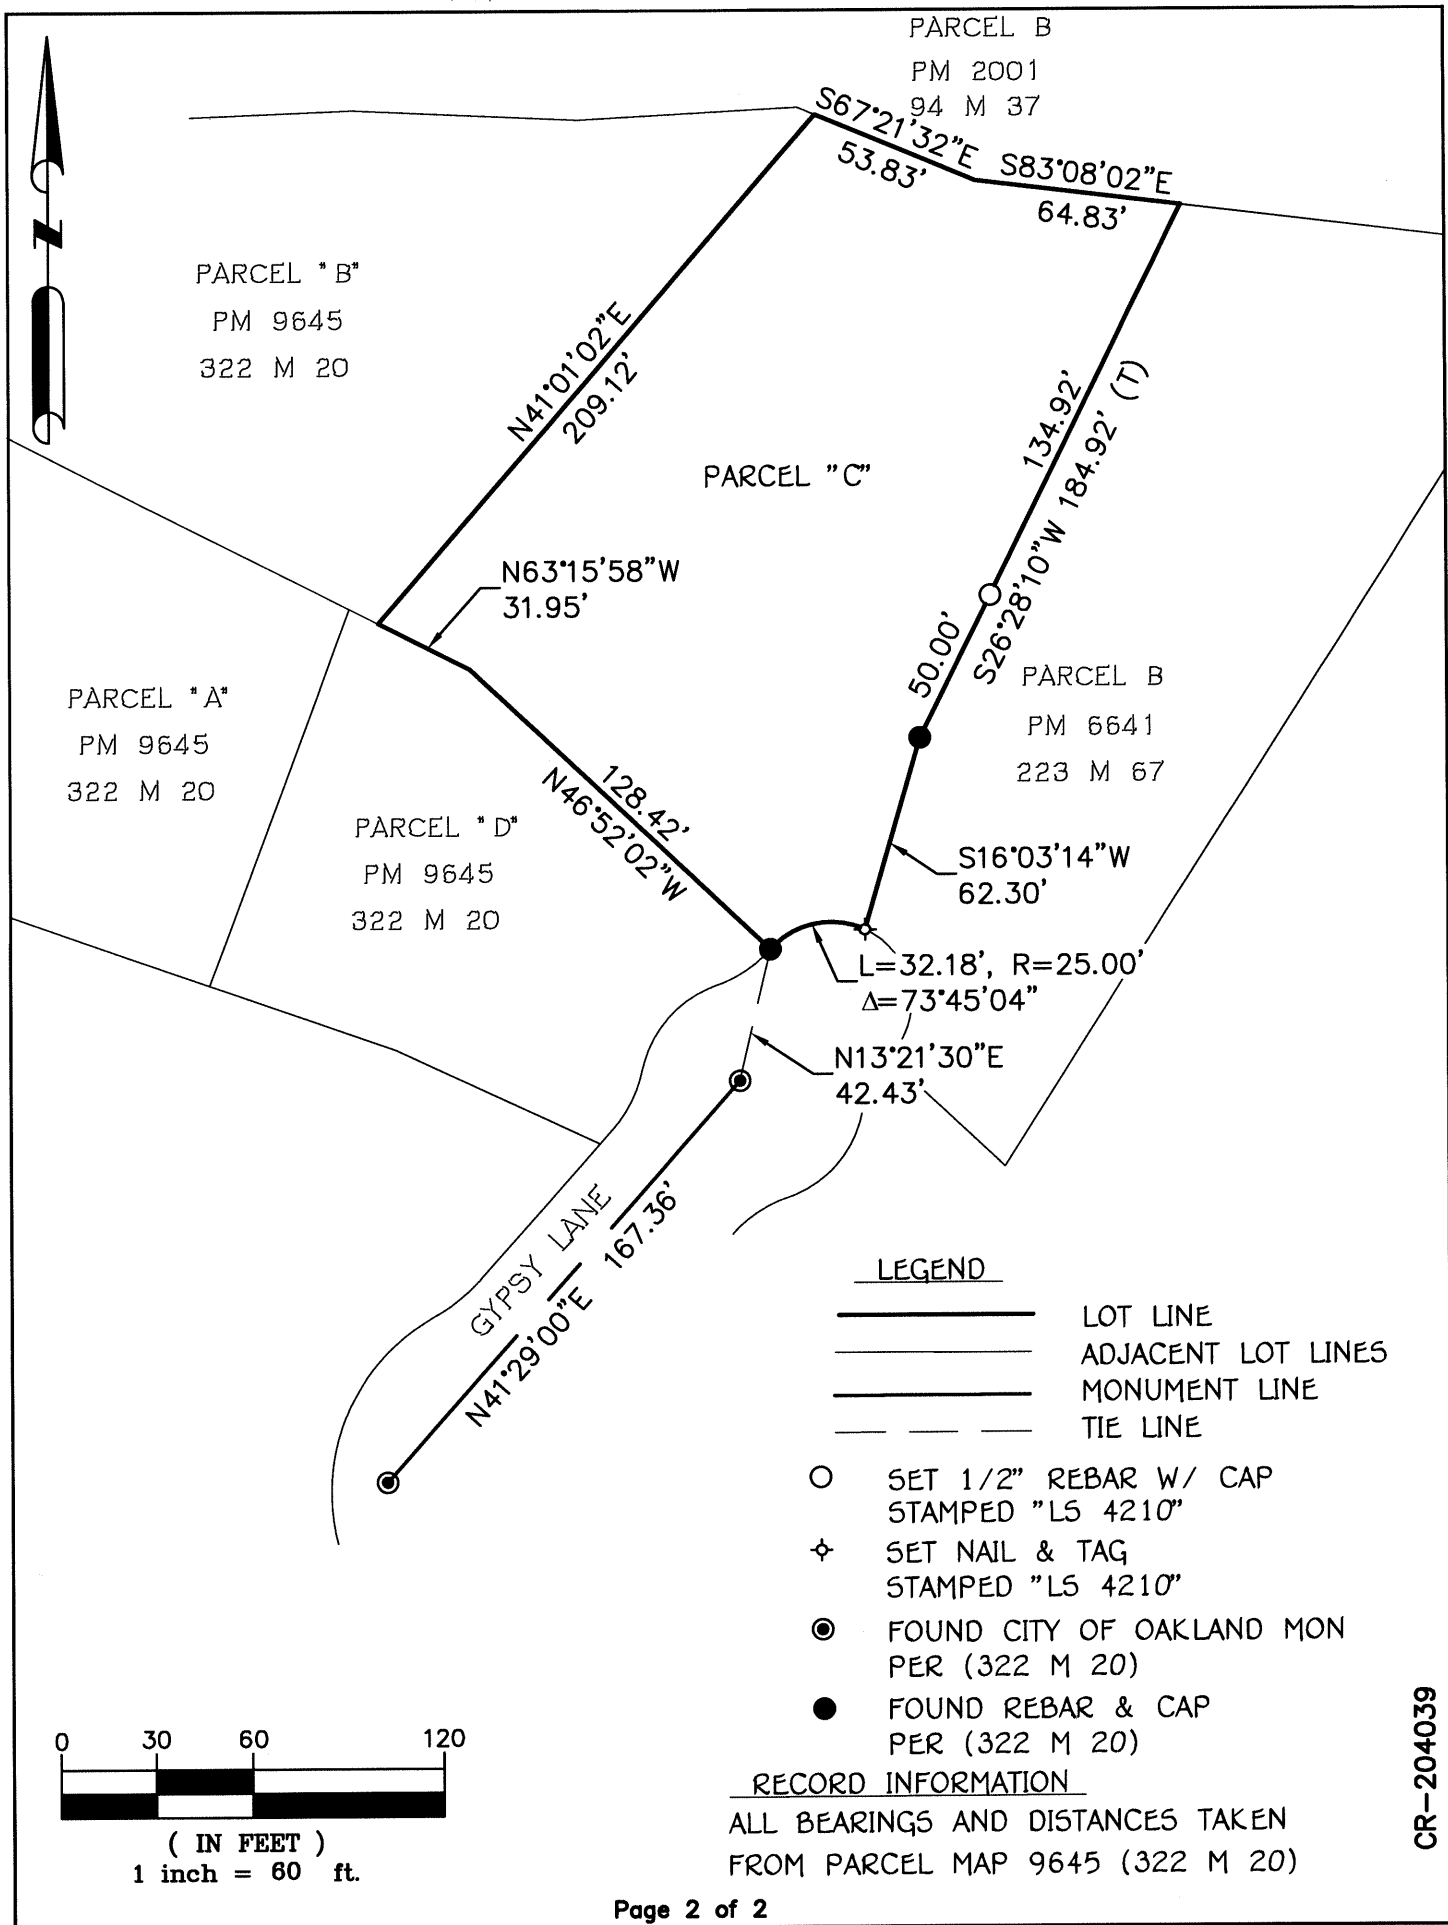 PARCEL B
PM 2001
94 M 37
S67°21'32"E
53.83'
S83°08'02"E
64.83'
N
PARCEL "B"
PM 9645
322 M 20
N41°01'02"E
209.12'
134.92'
S26°28'10"W 184.92' (T)
PARCEL "C"
N63°15'58"W
31.95'
50.00'
PARCEL B
PM 6641
223 M 67
PARCEL "A"
PM 9645
322 M 20
128.42'
N46°52'02"W
PARCEL "D"
PM 9645
322 M 20
S16°03'14"W
62.30'
L=32.18', R=25.00'
Δ=73°45'04"
N13°21'30"E
42.43'
GYPSY LANE
N41°29'00"E 167.36'
LEGEND
LOT LINE
ADJACENT LOT LINES
MONUMENT LINE
TIE LINE
SET 1/2" REBAR W/ CAP
STAMPED "LS 4210"
SET NAIL & TAG
STAMPED "LS 4210"
FOUND CITY OF OAKLAND MON
PER (322 M 20)
FOUND REBAR & CAP
PER (322 M 20)
RECORD INFORMATION
ALL BEARINGS AND DISTANCES TAKEN
FROM PARCEL MAP 9645 (322 M 20)
0 30 60 120
( IN FEET )
1 inch = 60 ft.
CR-204039
Page 2 of 2